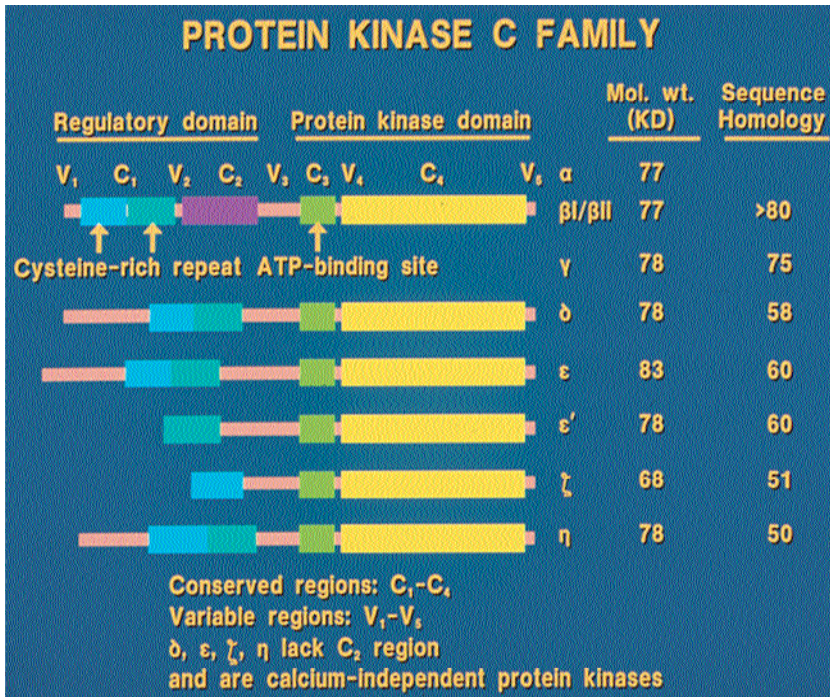 PROTEIN KINASE C FAMILY
Mol. wt. Sequence
Regulatory domain Protein kinase domain (KD) Homology
V₁ C₁ V₂ C₂ V₃ C₃ V₄ C₄ V₅ α 77
βI/βII 77 >80
Cysteine-rich repeat ATP-binding site γ 78 75
δ 78 58
ε 83 60
ε′ 78 60
ζ 68 51
η 78 50
Conserved regions: C₁-C₄
Variable regions: V₁-V₅
δ, ε, ζ, η lack C₂ region
and are calcium-independent protein kinases